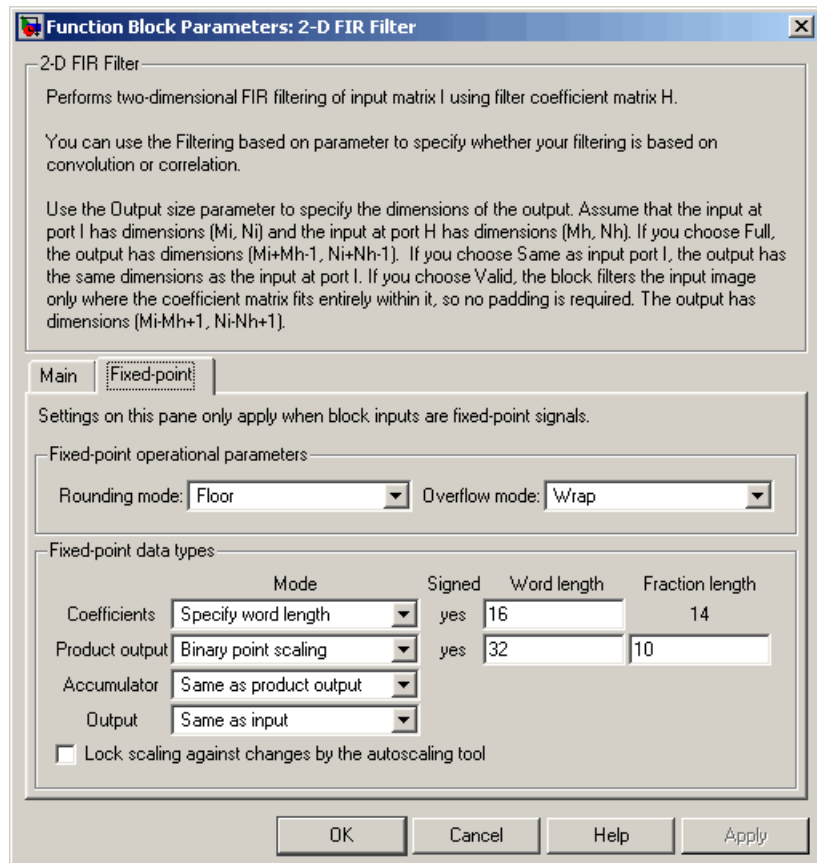 Function Block Parameters: 2-D FIR Filter
2-D FIR Filter
Performs two-dimensional FIR filtering of input matrix I using filter coefficient matrix H.
You can use the Filtering based on parameter to specify whether your filtering is based on
convolution or correlation.
Use the Output size parameter to specify the dimensions of the output. Assume that the input at
port I has dimensions (Mi, Ni) and the input at port H has dimensions (Mh, Nh). If you choose Full,
the output has dimensions (Mi+Mh-1, Ni+Nh-1).  If you choose Same as input port I, the output has
the same dimensions as the input at port I. If you choose Valid, the block filters the input image
only where the coefficient matrix fits entirely within it, so no padding is required. The output has
dimensions (Mi-Mh+1, Ni-Nh+1).
Main Fixed-point
Settings on this pane only apply when block inputs are fixed-point signals.
Fixed-point operational parameters
Rounding mode: Floor Overflow mode: Wrap
Fixed-point data types
Mode Signed Word length Fraction length
Coefficients Specify word length yes 16 14
Product output Binary point scaling yes 32 10
Accumulator Same as product output
Output Same as input
Lock scaling against changes by the autoscaling tool
OK Cancel Help Apply